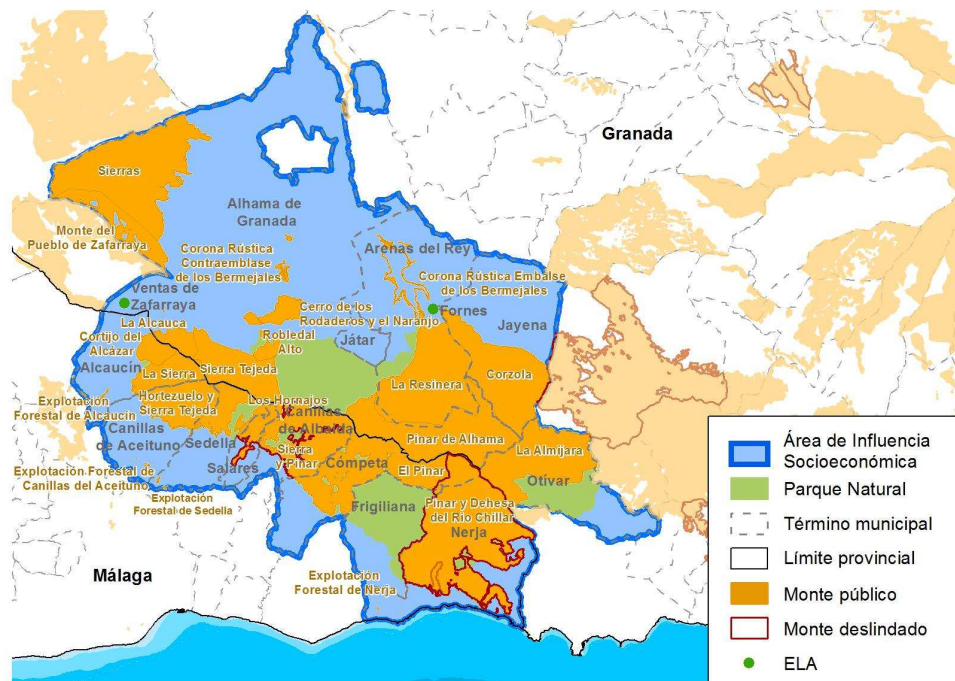 Granada
Sierras
Alhama de
Granada
Monte del
Pueblo de Zafarraya
Arenas del Rey
Corona Rústica
Contraemblase
de los Bermejales
Corona Rústica Embalse
de los Bermejales
Ventas de
Zafarraya
Cerro de los
Rodaderos y el Naranjo
Fornes
La Alcauca
Jayena
Cortijo del
Alcázar
Robledal
Alto
Játar
Alcaucín
La Sierra
Sierra Tejeda
La Resinera
Corzola
Hortezuelo y
Sierra Tejeda
Los Hornajos
Explotación
Forestal de Alcaucín
Canillas
de Albaida
Canillas
de Aceituno
Sedella
Pinar de Alhama
Sierra
y Pinar
La Almijara
Salares
Cómpeta
El Pinar
Explotación Forestal de
Canillas del Aceituno
Otívar
Explotación
Forestal de Sedella
Frigiliana
Pinar y Dehesa
del Río Chillar
Nerja
Málaga
Explotación
Forestal de Nerja
Área de Influencia
Socioeconómica
Parque Natural
Término municipal
Límite provincial
Monte público
Monte deslindado
ELA